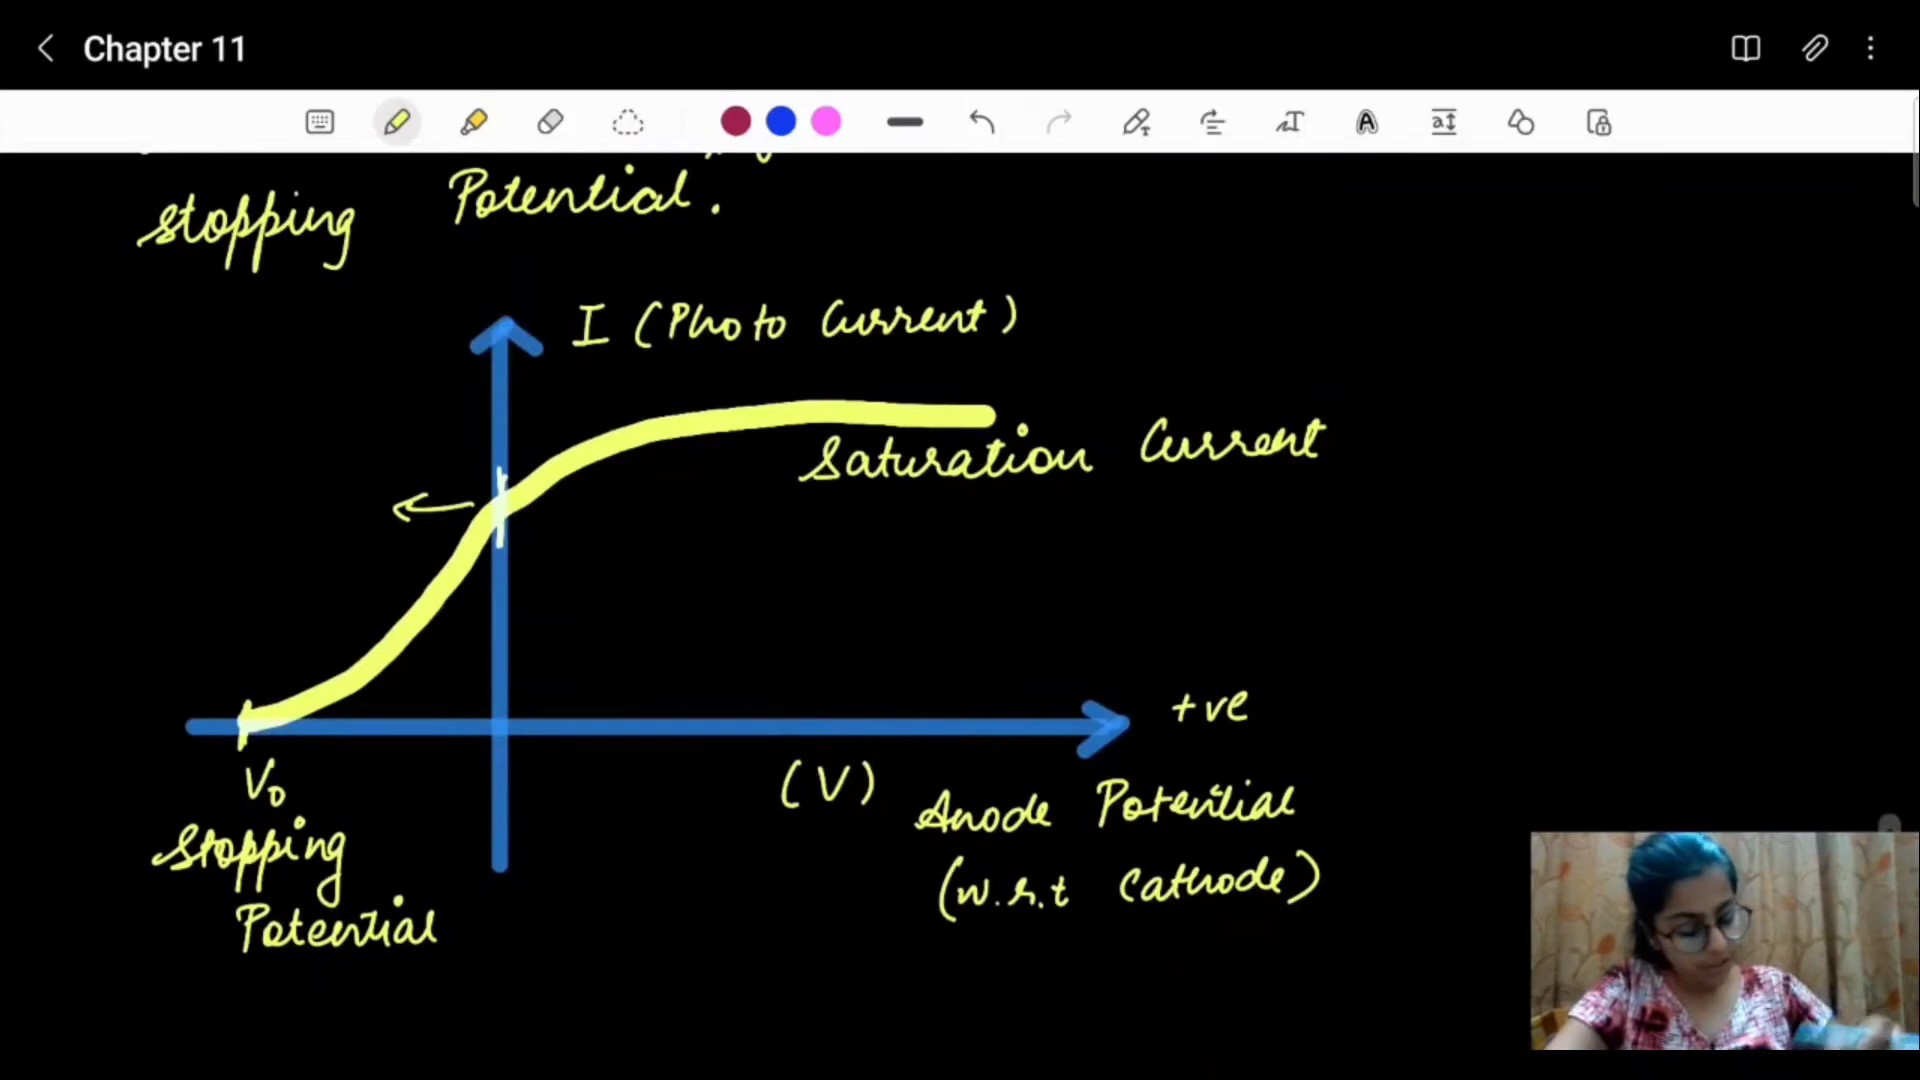 Chapter 11
Potential.
stopping
I (Photo Current)
Saturation Current
+ve
V₀
(V)
Anode Potential
Stopping
(w.r.t Cathode)
Potential